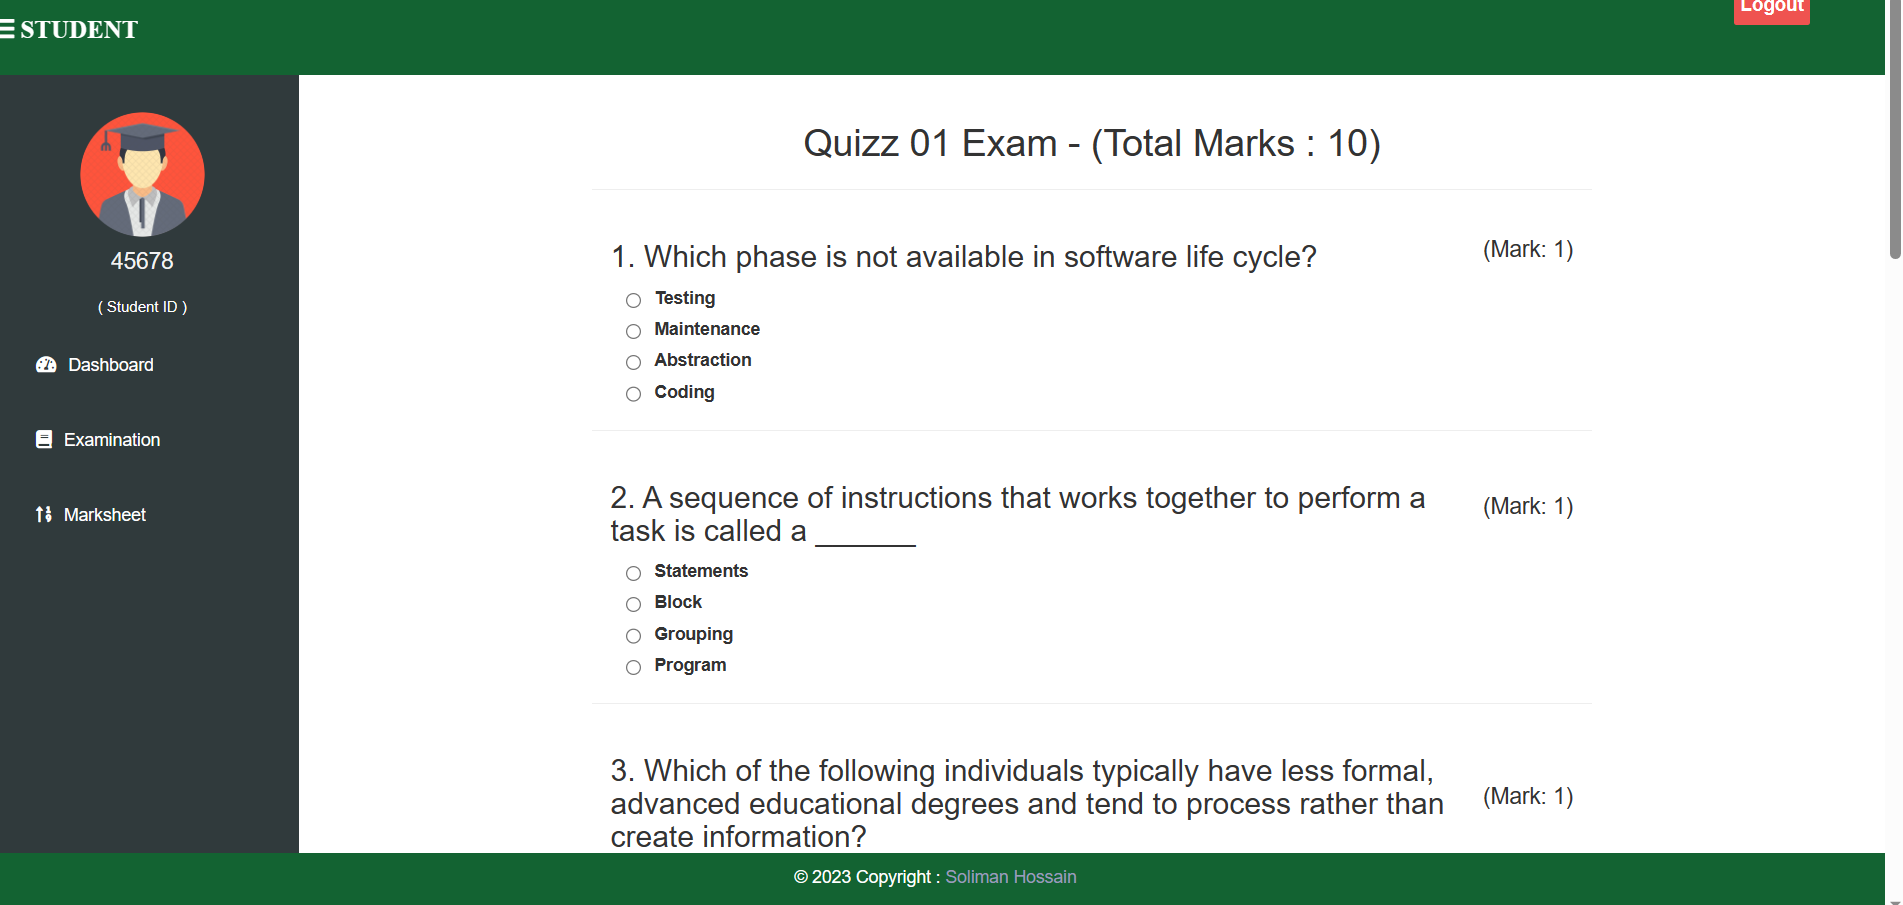 STUDENT
Logout
45678
( Student ID )
Dashboard
Examination
Marksheet
Quizz 01 Exam - (Total Marks : 10)
1. Which phase is not available in software life cycle?
(Mark: 1)
Testing
Maintenance
Abstraction
Coding
2. A sequence of instructions that works together to perform a
task is called a ______
(Mark: 1)
Statements
Block
Grouping
Program
3. Which of the following individuals typically have less formal,
advanced educational degrees and tend to process rather than
create information?
(Mark: 1)
© 2023 Copyright : Soliman Hossain